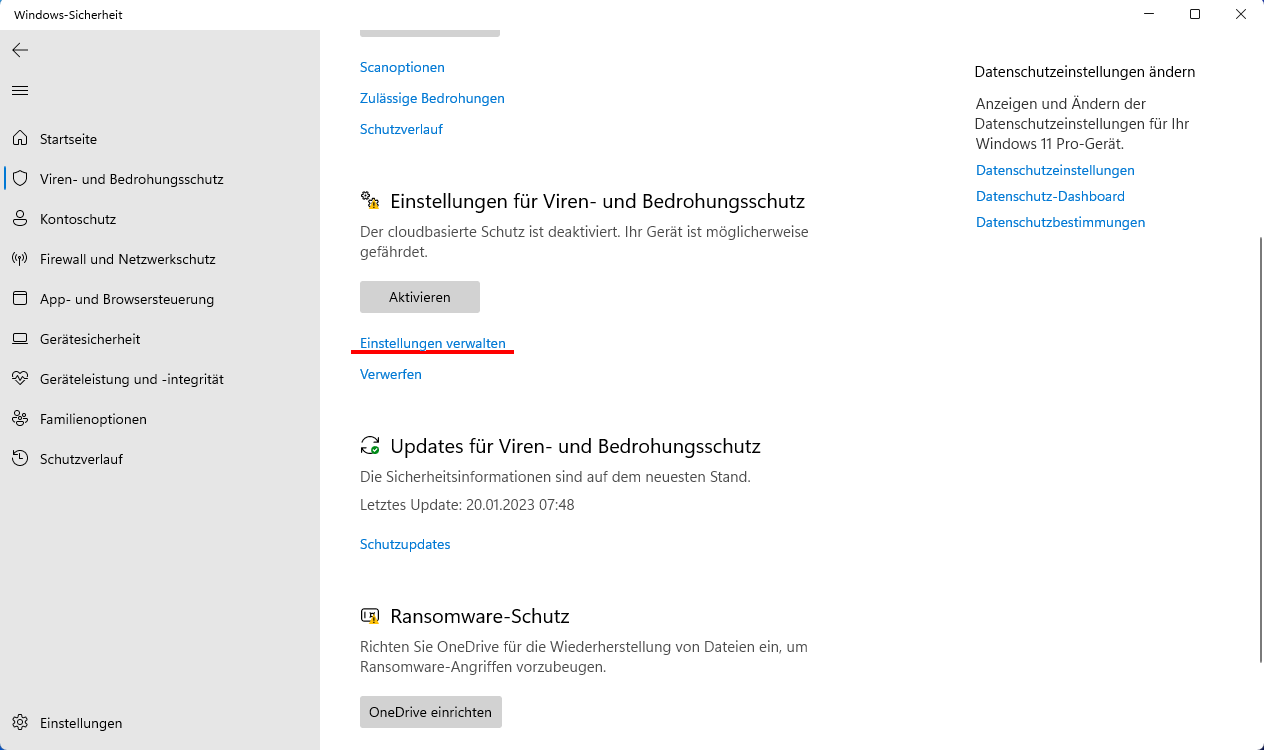 Windows-Sicherheit
Startseite
Viren- und Bedrohungsschutz
Kontoschutz
Firewall und Netzwerkschutz
App- und Browsersteuerung
Gerätesicherheit
Geräteleistung und -integrität
Familienoptionen
Schutzverlauf
Einstellungen
Scanoptionen
Zulässige Bedrohungen
Schutzverlauf
Einstellungen für Viren- und Bedrohungsschutz
Der cloudbasierte Schutz ist deaktiviert. Ihr Gerät ist möglicherweise
gefährdet.
Aktivieren
Einstellungen verwalten
Verwerfen
Updates für Viren- und Bedrohungsschutz
Die Sicherheitsinformationen sind auf dem neuesten Stand.
Letztes Update: 20.01.2023 07:48
Schutzupdates
Ransomware-Schutz
Richten Sie OneDrive für die Wiederherstellung von Dateien ein, um
Ransomware-Angriffen vorzubeugen.
OneDrive einrichten
Datenschutzeinstellungen ändern
Anzeigen und Ändern der
Datenschutzeinstellungen für Ihr
Windows 11 Pro-Gerät.
Datenschutzeinstellungen
Datenschutz-Dashboard
Datenschutzbestimmungen